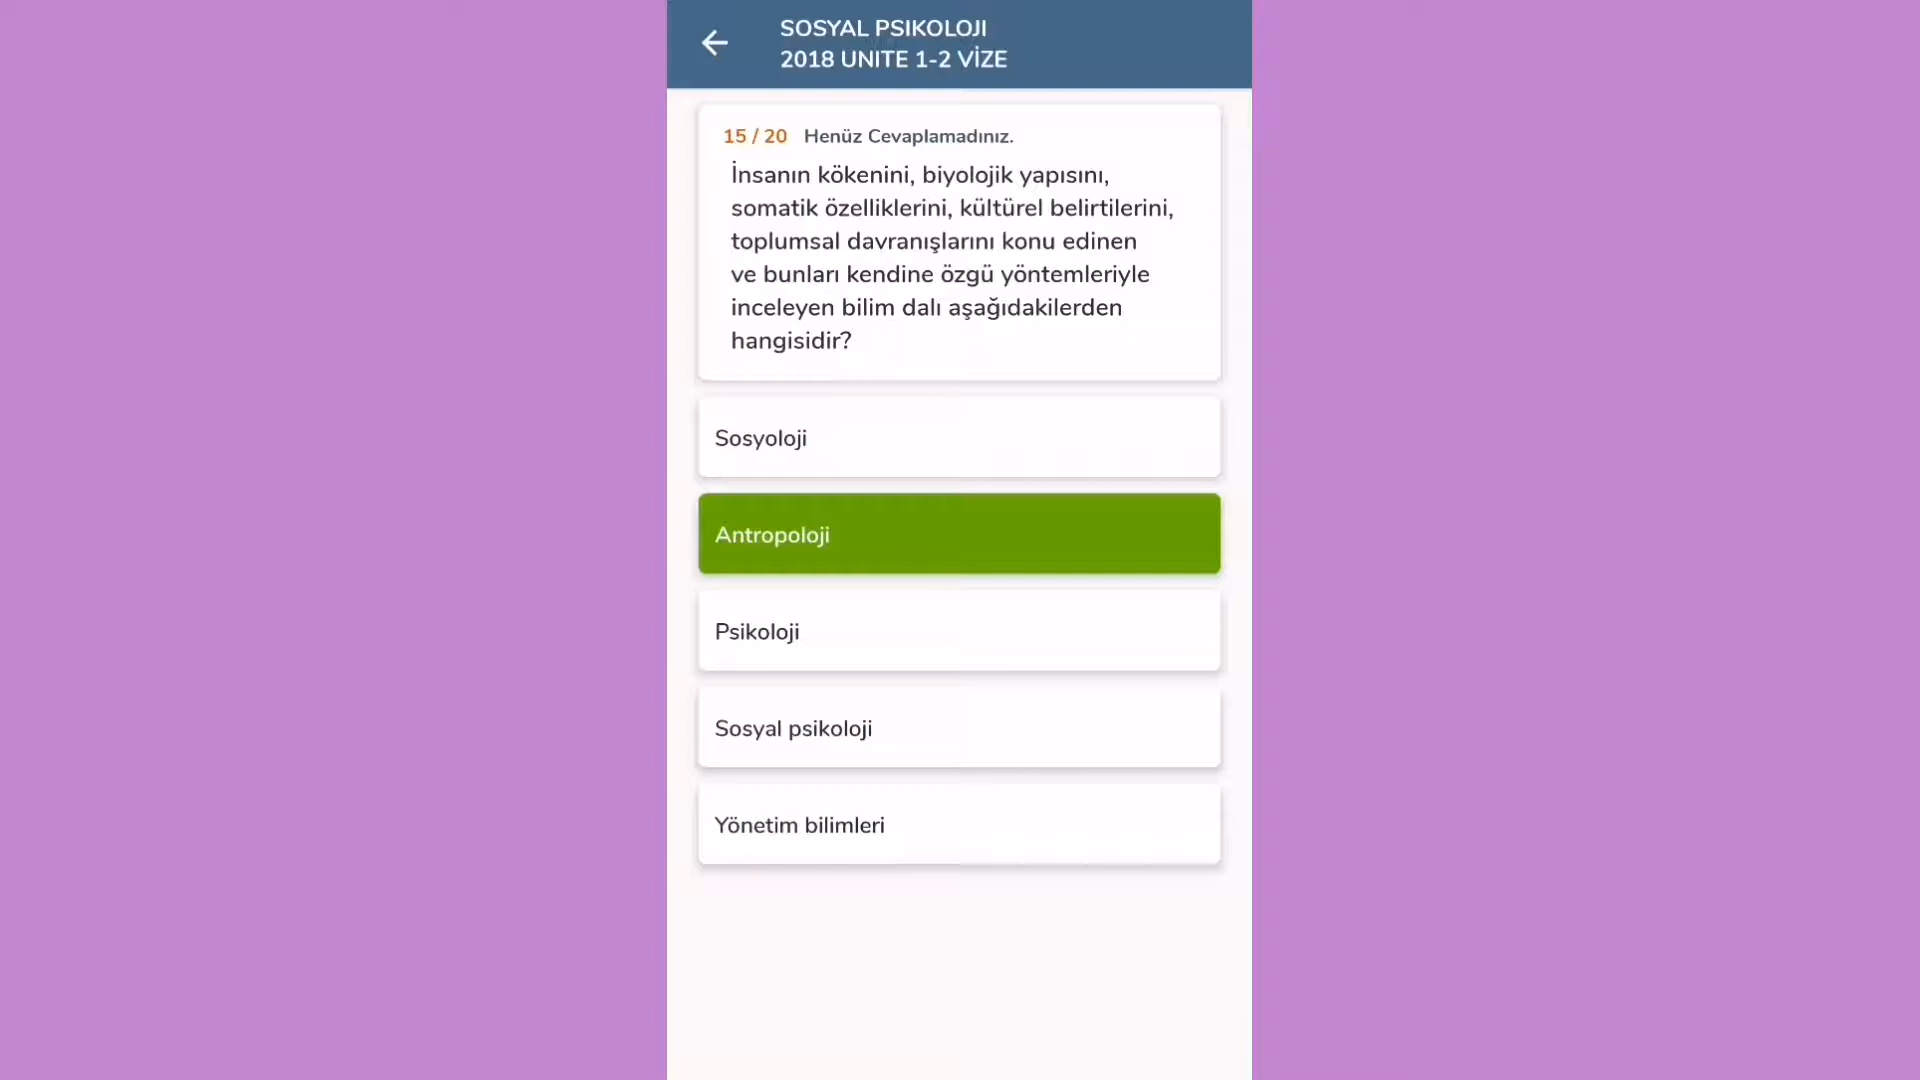 SOSYAL PSIKOLOJI
2018 UNITE 1-2 VİZE
15 / 20 Henüz Cevaplamadınız.
İnsanın kökenini, biyolojik yapısını,
somatik özelliklerini, kültürel belirtilerini,
toplumsal davranışlarını konu edinen
ve bunları kendine özgü yöntemleriyle
inceleyen bilim dalı aşağıdakilerden
hangisidir?
Sosyoloji
Antropoloji
Psikoloji
Sosyal psikoloji
Yönetim bilimleri